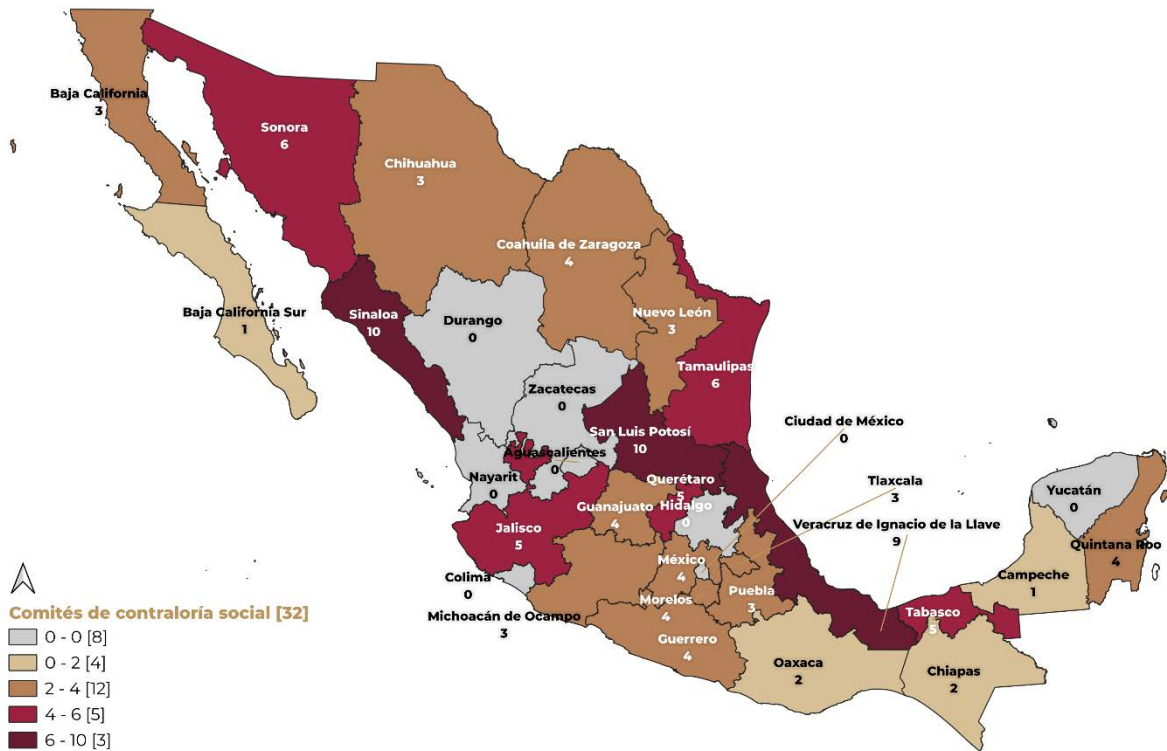 Baja California
3
Sonora
6
Chihuahua
3
Coahuila de Zaragoza
4
Nuevo León
3
Baja California Sur
1
Sinaloa
10
Durango
0
Tamaulipas
6
Zacatecas
0
Ciudad de México
0
San Luis Potosí
10
Aguascalientes
0
Nayarit
0
Querétaro
5
Tlaxcala
3
Yucatán
0
Guanajuato
4
Hidalgo
0
Jalisco
5
Veracruz de Ignacio de la Llave
9
Quintana Roo
4
México
4
Colima
0
Campeche
1
Puebla
3
Morelos
4
Michoacán de Ocampo
3
Tabasco
5
Guerrero
4
Oaxaca
2
Chiapas
2
Comités de contraloría social [32]
0 - 0 [8]
0 - 2 [4]
2 - 4 [12]
4 - 6 [5]
6 - 10 [3]